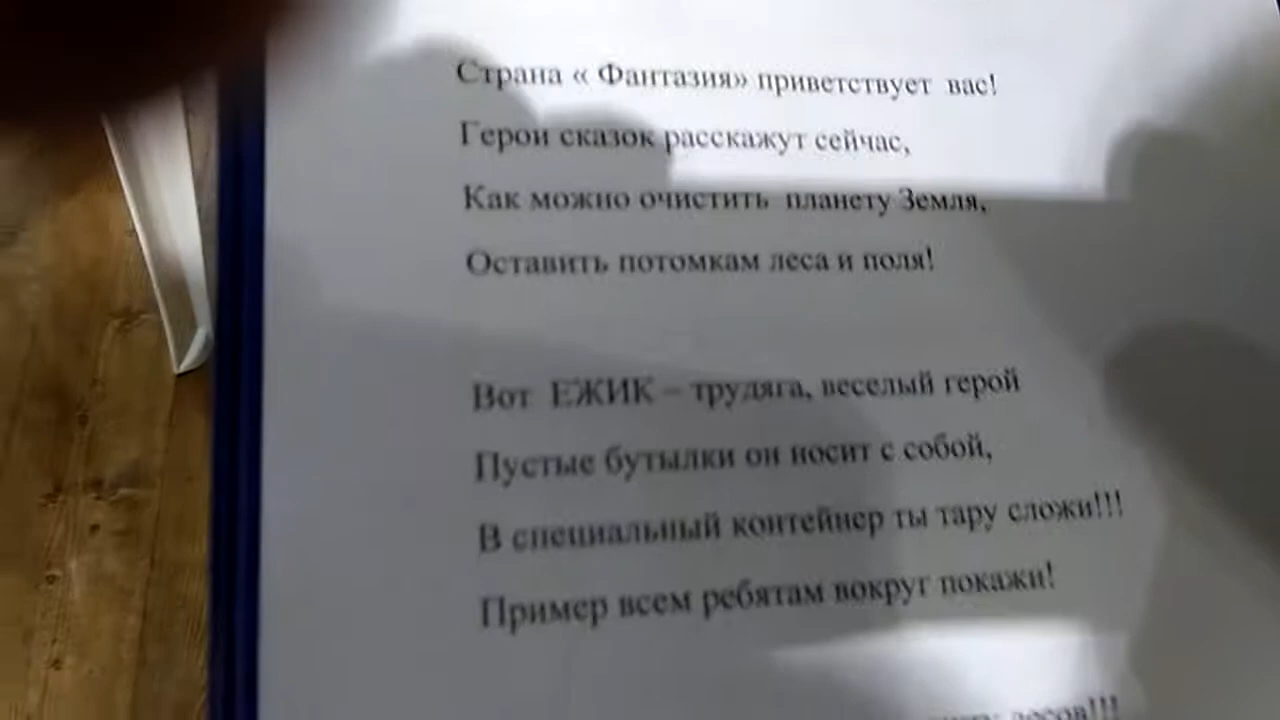 Страна « Фантазия» приветствует вас!
Герои сказок расскажут сейчас,
Как можно очистить планету Земля,
Оставить потомкам леса и поля!
Вот ЕЖИК – трудяга, веселый герой
Пустые бутылки он носит с собой,
В специальный контейнер ты тару сложи!!!
Пример всем ребятам вокруг покажи!
лесов!!!